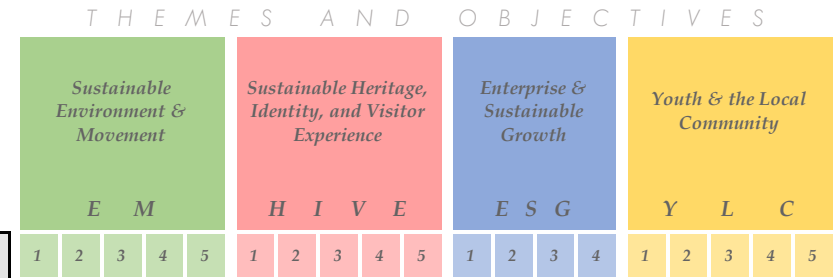 THEMES AND OBJECTIVES
Sustainable
Environment &
Movement
E M
1 2 3 4 5
Sustainable Heritage,
Identity, and Visitor
Experience
H I V E
1 2 3 4 5
Enterprise &
Sustainable
Growth
E S G
1 2 3 4
Youth & the Local
Community
Y L C
1 2 3 4 5